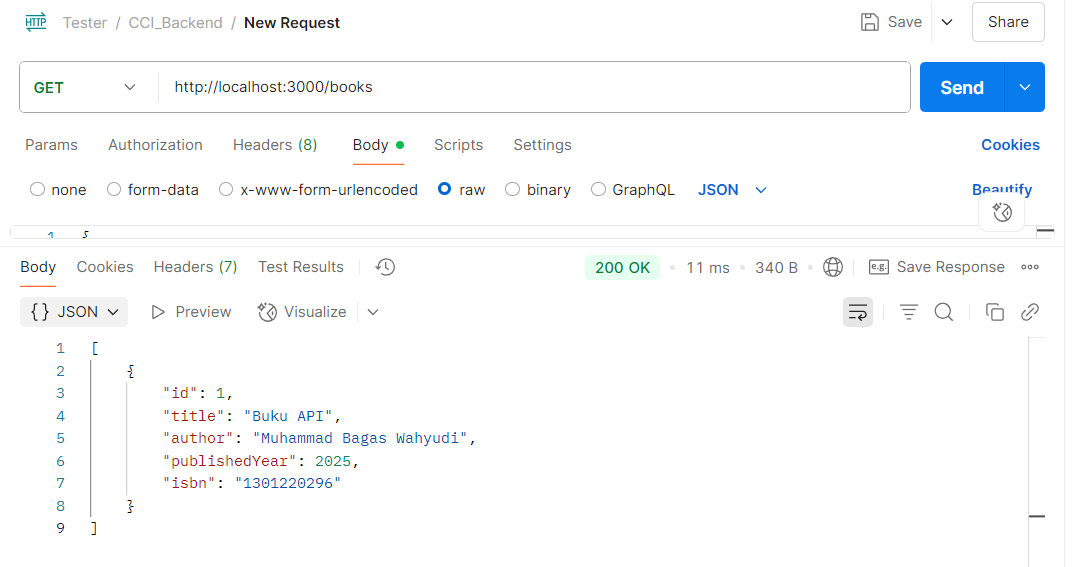 HTTP Tester / CCI_Backend / New Request Save Share
GET http://localhost:3000/books Send
Params Authorization Headers (8) Body Scripts Settings Cookies
none form-data x-www-form-urlencoded raw binary GraphQL JSON Beautify
1 {
Body Cookies Headers (7) Test Results 200 OK 11 ms 340 B e.g. Save Response
{} JSON Preview Visualize
1 [
2 {
3 "id": 1,
4 "title": "Buku API",
5 "author": "Muhammad Bagas Wahyudi",
6 "publishedYear": 2025,
7 "isbn": "1301220296"
8 }
9 ]